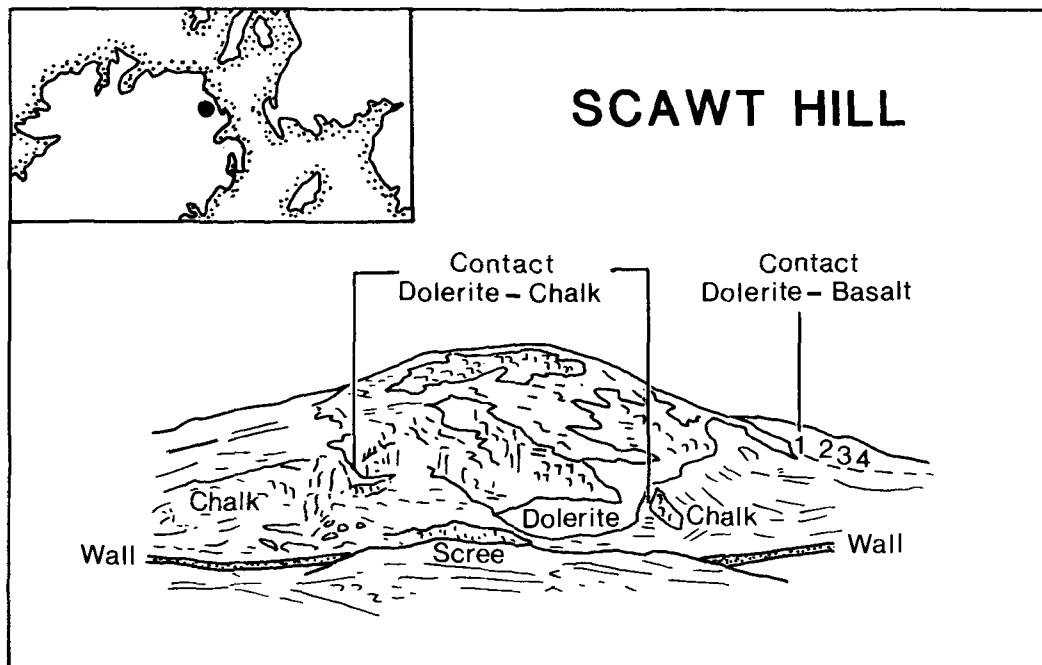 SCAWT HILL
Contact
Dolerite – Chalk
Contact
Dolerite – Basalt
1 2 3 4
Chalk
Dolerite
Chalk
Wall
Scree
Wall